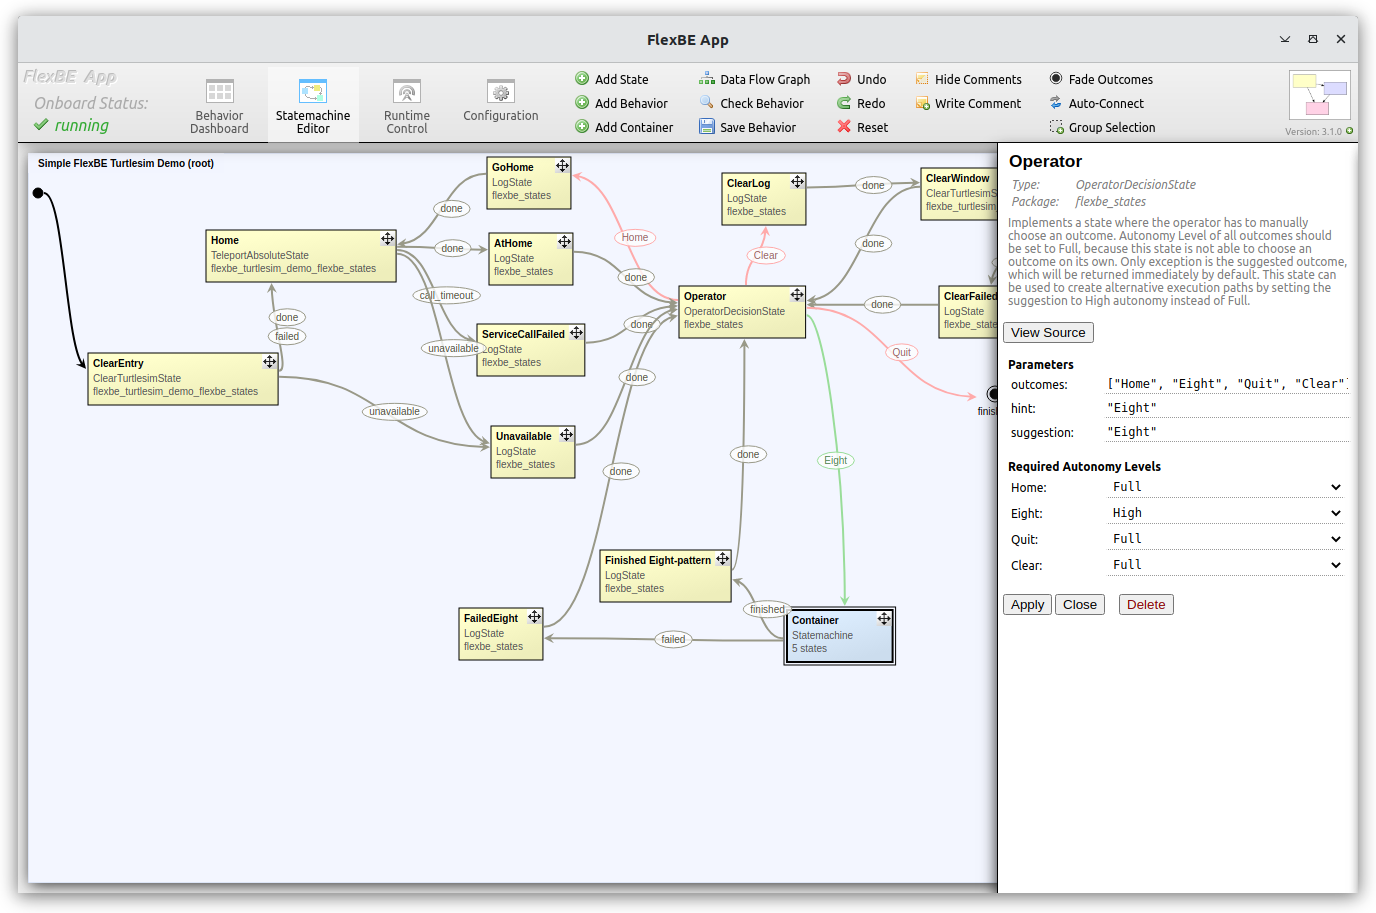 FlexBE App
FlexBE App
Onboard Status:
running
Behavior
Dashboard
Statemachine
Editor
Runtime
Control
Configuration
Add State
Add Behavior
Add Container
Data Flow Graph
Check Behavior
Save Behavior
Undo
Redo
Reset
Hide Comments
Write Comment
Fade Outcomes
Auto-Connect
Group Selection
Version: 3.1.0
Simple FlexBE Turtlesim Demo (root)
GoHome
LogState
flexbe_states
done
Home
TeleportAbsoluteState
flexbe_turtlesim_demo_flexbe_states
done
AtHome
LogState
flexbe_states
Home
done
call_timeout
ClearLog
LogState
flexbe_states
done
ClearWindow
ClearTurtlesimS
flexbe_turtlesim
done
Clear
Operator
OperatorDecisionState
flexbe_states
done
ClearFailed
LogState
flexbe_state
done
failed
ServiceCallFailed
LogState
flexbe_states
done
unavailable
ClearEntry
ClearTurtlesimState
flexbe_turtlesim_demo_flexbe_states
unavailable
done
Quit
finis
Unavailable
LogState
flexbe_states
done
done
Eight
Finished Eight-pattern
LogState
flexbe_states
finished
FailedEight
LogState
flexbe_states
failed
Container
Statemachine
5 states
Operator
Type: OperatorDecisionState
Package: flexbe_states
Implements a state where the operator has to manually
choose an outcome. Autonomy Level of all outcomes should
be set to Full, because this state is not able to choose an
outcome on its own. Only exception is the suggested outcome,
which will be returned immediately by default. This state can
be used to create alternative execution paths by setting the
suggestion to High autonomy instead of Full.
View Source
Parameters
outcomes: ["Home", "Eight", "Quit", "Clear"]
hint: "Eight"
suggestion: "Eight"
Required Autonomy Levels
Home: Full
Eight: High
Quit: Full
Clear: Full
Apply
Close
Delete